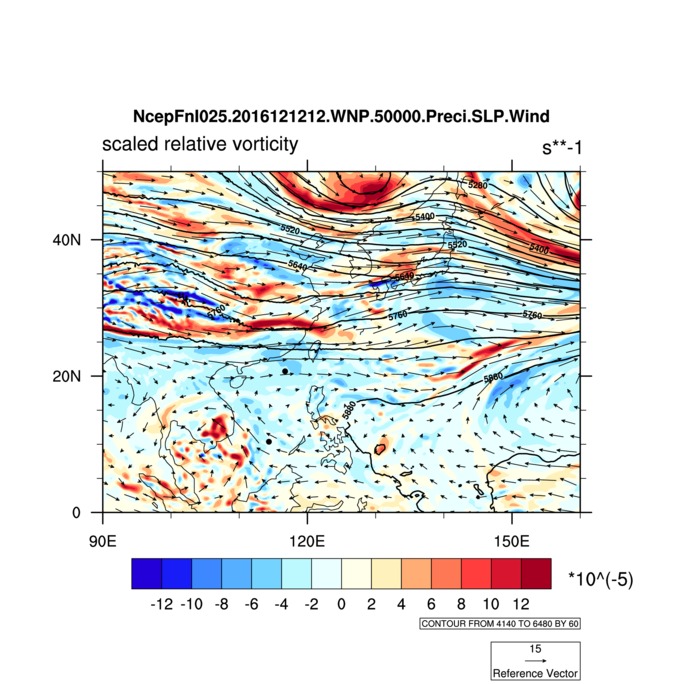 NcepFnl025.2016121212.WNP.50000.Preci.SLP.Wind
scaled relative vorticity
s**-1
5280
5400
5520
5520
5400
5640
5640
5760
5760
5760
5880
5880
40N
20N
0
90E
120E
150E
-12 -10 -8 -6 -4 -2 0 2 4 6 8 10 12
*10^(-5)
CONTOUR FROM 4140 TO 6480 BY 60
15
Reference Vector